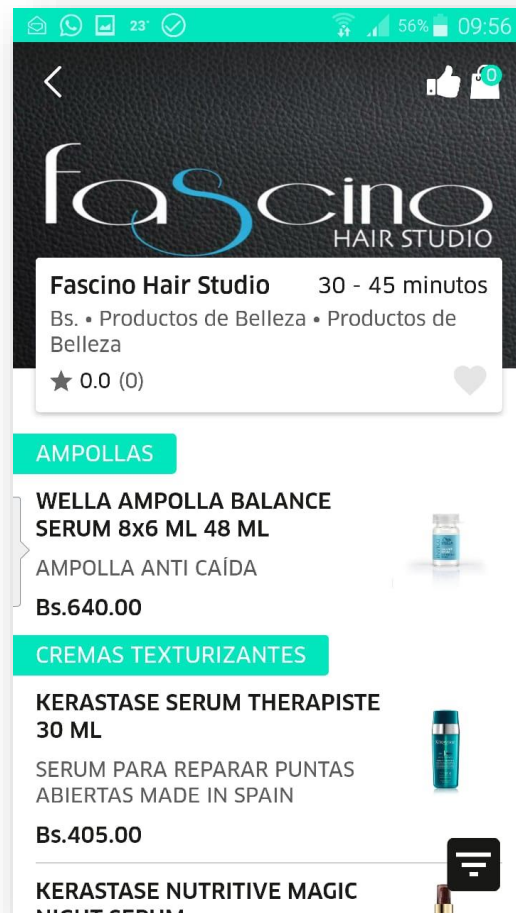 23°
56%
09:56
0
fascino
HAIR STUDIO
Fascino Hair Studio
30 - 45 minutos
Bs. • Productos de Belleza • Productos de
Belleza
★ 0.0 (0)
AMPOLLAS
WELLA AMPOLLA BALANCE
SERUM 8x6 ML 48 ML
AMPOLLA ANTI CAÍDA
Bs.640.00
CREMAS TEXTURIZANTES
KERASTASE SERUM THERAPISTE
30 ML
SERUM PARA REPARAR PUNTAS
ABIERTAS MADE IN SPAIN
Bs.405.00
KERASTASE NUTRITIVE MAGIC
NIGHT SERUM